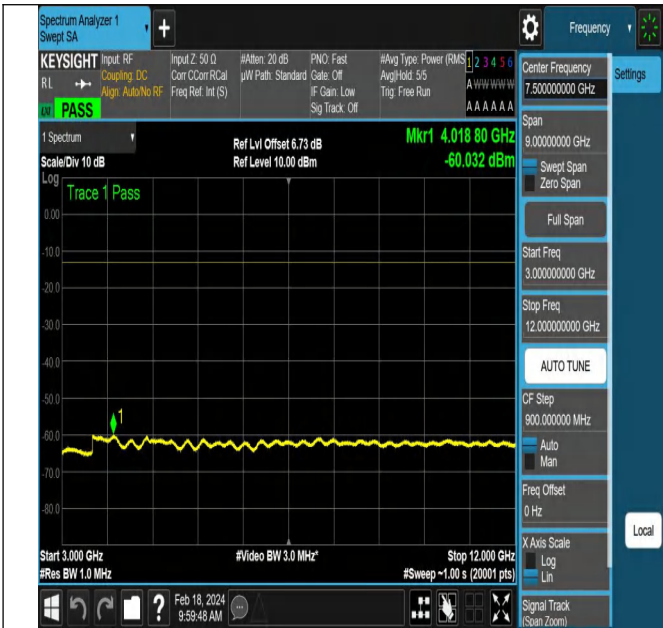 Spectrum Analyzer 1
Swept SA
+
Frequency
KEYSIGHT
RL
PASS
Input: RF
Coupling: DC
Align: Auto/No RF
Input Z: 50 Ω
Corr CCorr RCal
Freq Ref: Int (S)
#Atten: 20 dB
µW Path: Standard
PNO: Fast
Gate: Off
IF Gain: Low
Sig Track: Off
#Avg Type: Power (RMS
Avg|Hold: 5/5
Trig: Free Run
1 2 3 4 5 6
A W W W W W
A A A A A A
1 Spectrum
Scale/Div 10 dB
Log
Ref Lvl Offset 6.73 dB
Ref Level 10.00 dBm
Mkr1 4.018 80 GHz
-60.032 dBm
Trace 1 Pass
0.00
-10.0
-20.0
-30.0
-40.0
-50.0
-60.0
-70.0
-80.0
1
Start 3.000 GHz
#Res BW 1.0 MHz
#Video BW 3.0 MHz*
Stop 12.000 GHz
#Sweep ~1.00 s (20001 pts)
?
Feb 18, 2024
9:59:48 AM
Center Frequency
7.500000000 GHz
Settings
Span
9.00000000 GHz
Swept Span
Zero Span
Full Span
Start Freq
3.000000000 GHz
Stop Freq
12.000000000 GHz
AUTO TUNE
CF Step
900.000000 MHz
Auto
Man
Freq Offset
0 Hz
X Axis Scale
Log
Lin
Signal Track
(Span Zoom)
Local